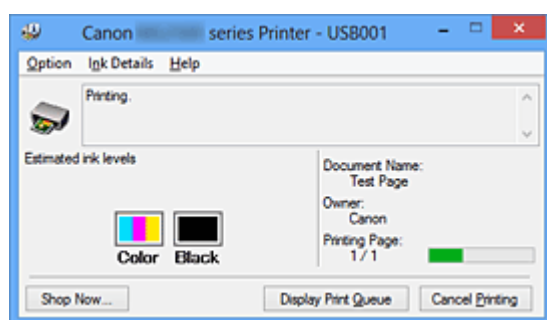 Canon series Printer - USB001
Option Ink Details Help
Printing.
Estimated ink levels
Document Name:
Test Page
Owner:
Canon
Printing Page:
1 / 1
Color Black
Shop Now... Display Print Queue Cancel Printing